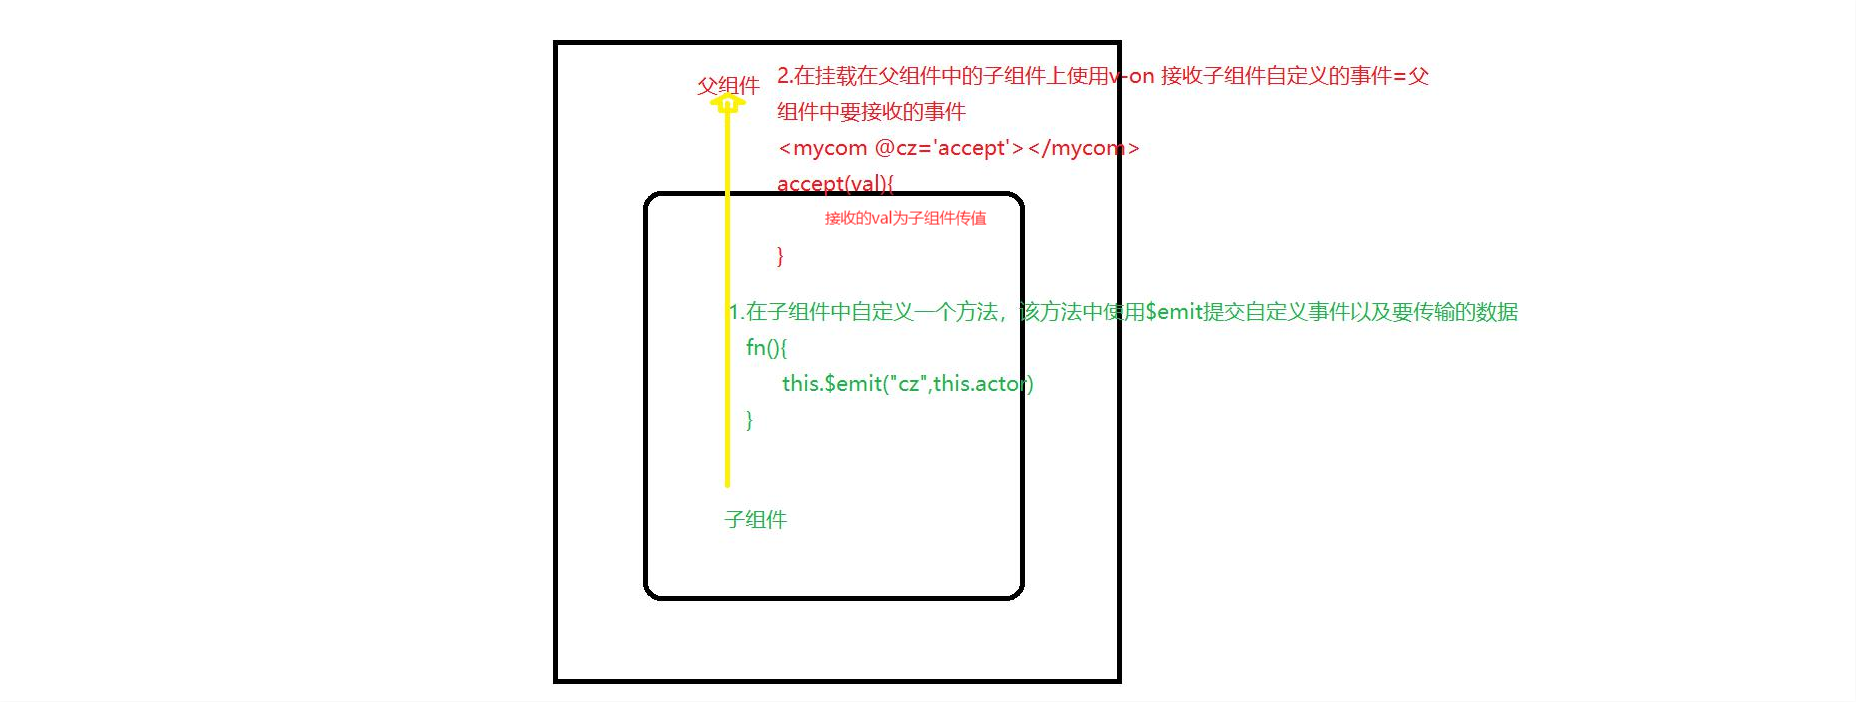 父组件
2.在挂载在父组件中的子组件上使用v-on 接收子组件自定义的事件=父
组件中要接收的事件
<mycom @cz='accept'></mycom>
accept(val){
接收的val为子组件传值
}
1.在子组件中自定义一个方法，该方法中使用$emit提交自定义事件以及要传输的数据
fn(){
this.$emit("cz",this.actor)
}
子组件